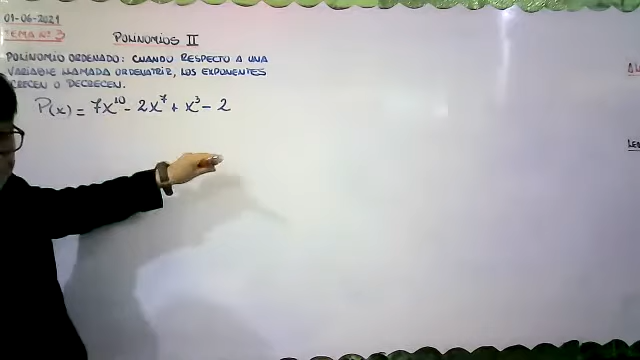 01-06-2021
TEMA Nº 3
POLINOMIOS II
POLINOMIO ORDENADO: CUANDO RESPECTO A UNA
VARIABLE LLAMADA ORDENATRIZ, LOS EXPONENTES
CRECEN O DECRECEN.
P(x) = 7x¹⁰ - 2x⁷ + x³ - 2